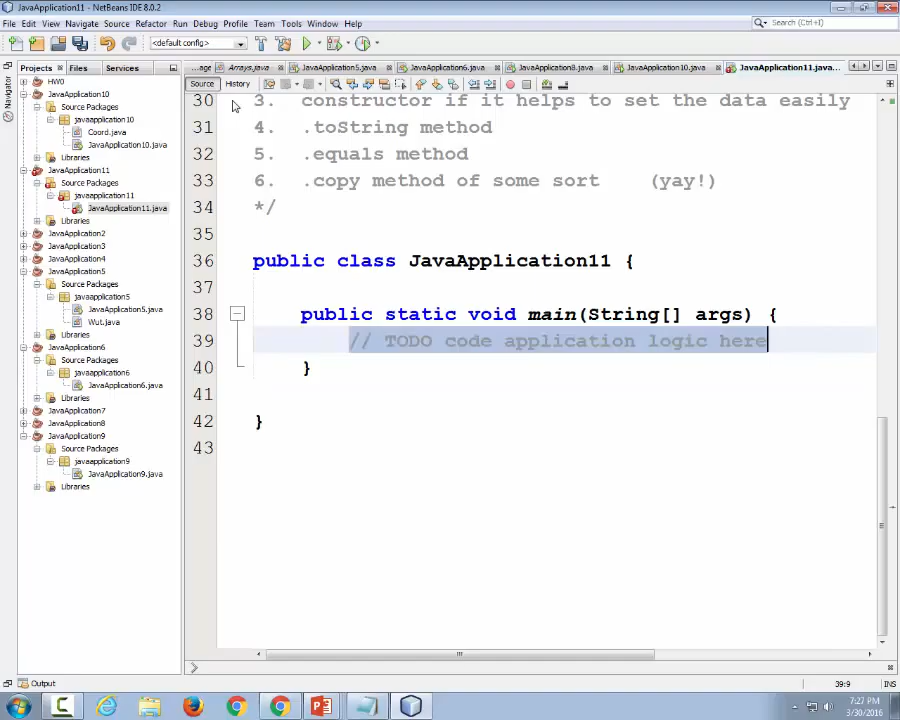 JavaApplication11 - NetBeans IDE 8.0.2
File Edit View Navigate Source Refactor Run Debug Profile Team Tools Window Help
Search (Ctrl+I)
<default config>
Projects Files Services
...age Arrays.java JavaApplication5.java JavaApplication6.java JavaApplication8.java JavaApplication10.java JavaApplication11.java...
Source History
Navigator
HW0
JavaApplication10
Source Packages
javaapplication10
Coord.java
JavaApplication10.java
Libraries
JavaApplication11
Source Packages
javaapplication11
JavaApplication11.java
Libraries
JavaApplication2
JavaApplication3
JavaApplication4
JavaApplication5
Source Packages
javaapplication5
JavaApplication5.java
Wut.java
Libraries
JavaApplication6
Source Packages
javaapplication6
JavaApplication6.java
Libraries
JavaApplication7
JavaApplication8
JavaApplication9
Source Packages
javaapplication9
JavaApplication9.java
Libraries
30 3. constructor if it helps to set the data easily
31 4. .toString method
32 5. .equals method
33 6. .copy method of some sort (yay!)
34 */
35
36 public class JavaApplication11 {
37
38 public static void main(String[] args) {
39 // TODO code application logic here
40 }
41
42 }
43
Output
39:9 INS
7:27 PM
3/30/2016